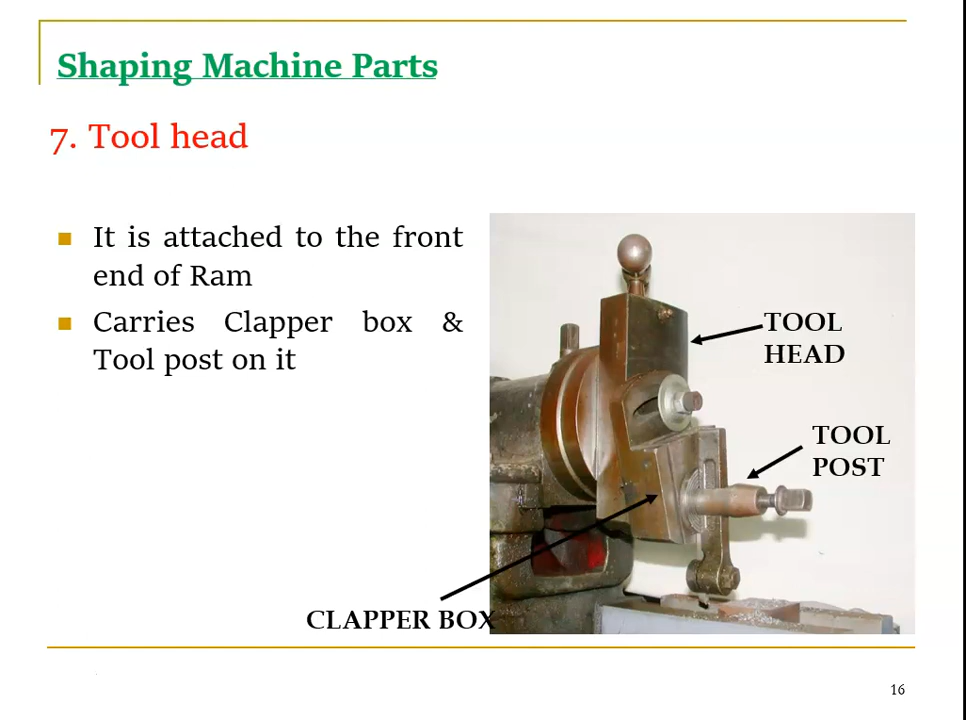 Shaping Machine Parts
7. Tool head
It is attached to the front
end of Ram
Carries Clapper box &
Tool post on it
TOOL
HEAD
TOOL
POST
CLAPPER BOX
16